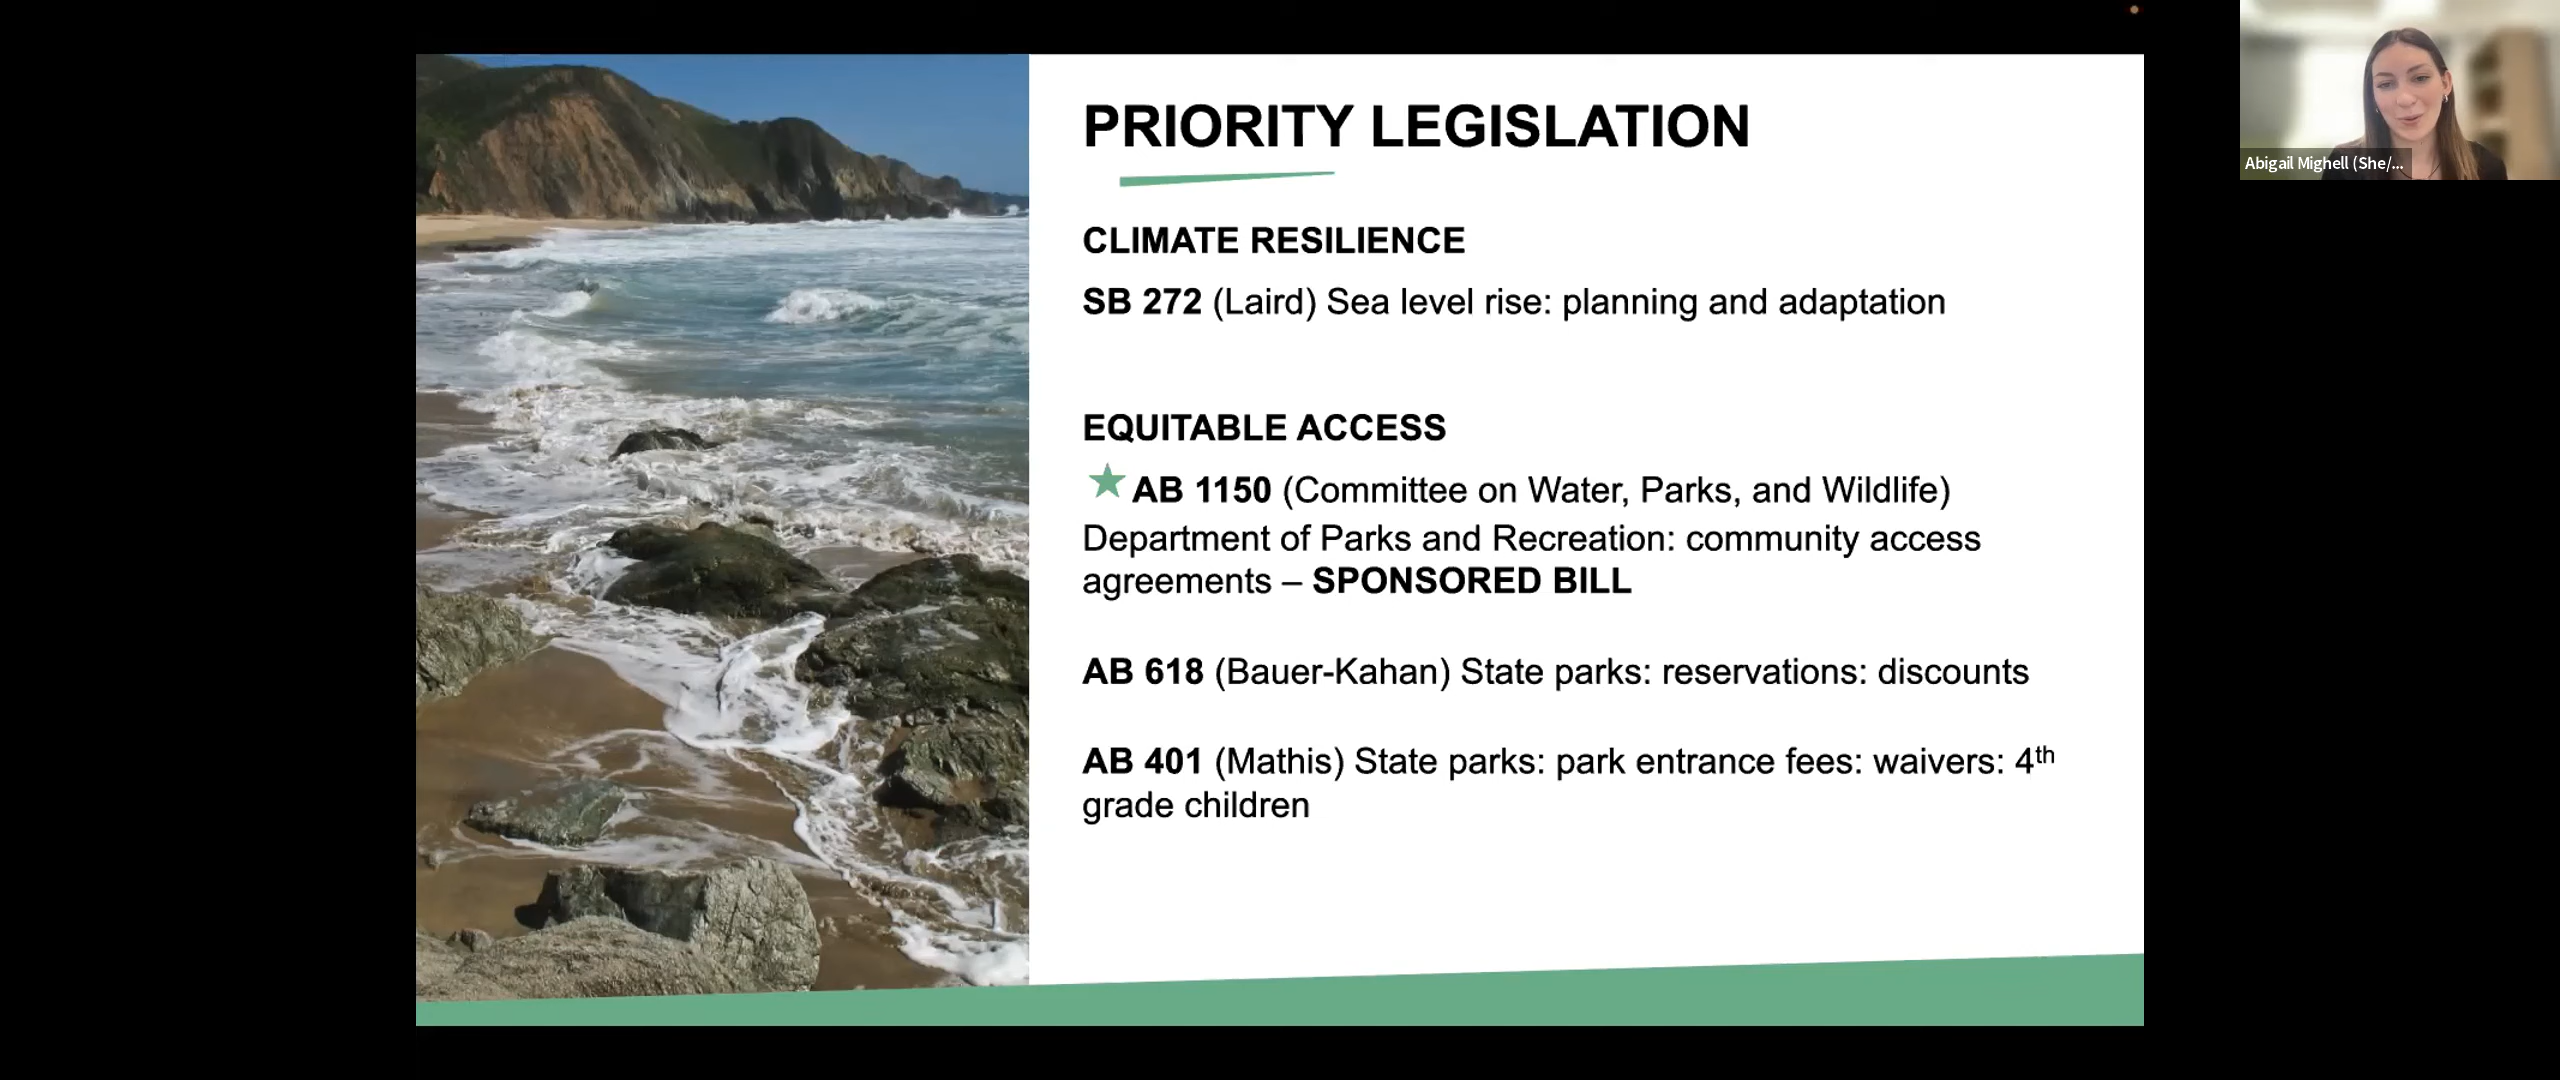 PRIORITY LEGISLATION
CLIMATE RESILIENCE
SB 272 (Laird) Sea level rise: planning and adaptation
EQUITABLE ACCESS
AB 1150 (Committee on Water, Parks, and Wildlife)
Department of Parks and Recreation: community access
agreements – SPONSORED BILL
AB 618 (Bauer-Kahan) State parks: reservations: discounts
AB 401 (Mathis) State parks: park entrance fees: waivers: 4th
grade children
Abigail Mighell (She/...